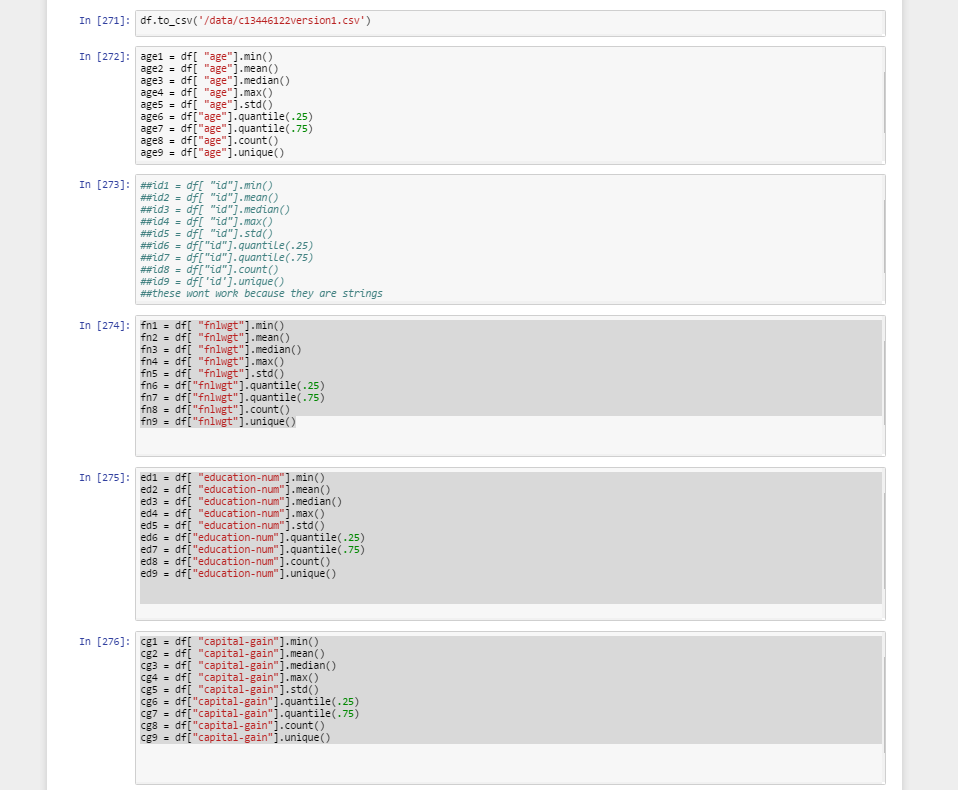 In [271]: df.to_csv('/data/c13446122version1.csv')
In [272]: age1 = df[ "age"].min()
age2 = df[ "age"].mean()
age3 = df[ "age"].median()
age4 = df[ "age"].max()
age5 = df[ "age"].std()
age6 = df["age"].quantile(.25)
age7 = df["age"].quantile(.75)
age8 = df["age"].count()
age9 = df["age"].unique()
In [273]: ##id1 = df[ "id"].min()
##id2 = df[ "id"].mean()
##id3 = df[ "id"].median()
##id4 = df[ "id"].max()
##id5 = df[ "id"].std()
##id6 = df["id"].quantile(.25)
##id7 = df["id"].quantile(.75)
##id8 = df["id"].count()
##id9 = df['id'].unique()
##these wont work because they are strings
In [274]: fn1 = df[ "fnlwgt"].min()
fn2 = df[ "fnlwgt"].mean()
fn3 = df[ "fnlwgt"].median()
fn4 = df[ "fnlwgt"].max()
fn5 = df[ "fnlwgt"].std()
fn6 = df["fnlwgt"].quantile(.25)
fn7 = df["fnlwgt"].quantile(.75)
fn8 = df["fnlwgt"].count()
fn9 = df["fnlwgt"].unique()
In [275]: ed1 = df[ "education-num"].min()
ed2 = df[ "education-num"].mean()
ed3 = df[ "education-num"].median()
ed4 = df[ "education-num"].max()
ed5 = df[ "education-num"].std()
ed6 = df["education-num"].quantile(.25)
ed7 = df["education-num"].quantile(.75)
ed8 = df["education-num"].count()
ed9 = df["education-num"].unique()
In [276]: cg1 = df[ "capital-gain"].min()
cg2 = df[ "capital-gain"].mean()
cg3 = df[ "capital-gain"].median()
cg4 = df[ "capital-gain"].max()
cg5 = df[ "capital-gain"].std()
cg6 = df["capital-gain"].quantile(.25)
cg7 = df["capital-gain"].quantile(.75)
cg8 = df["capital-gain"].count()
cg9 = df["capital-gain"].unique()